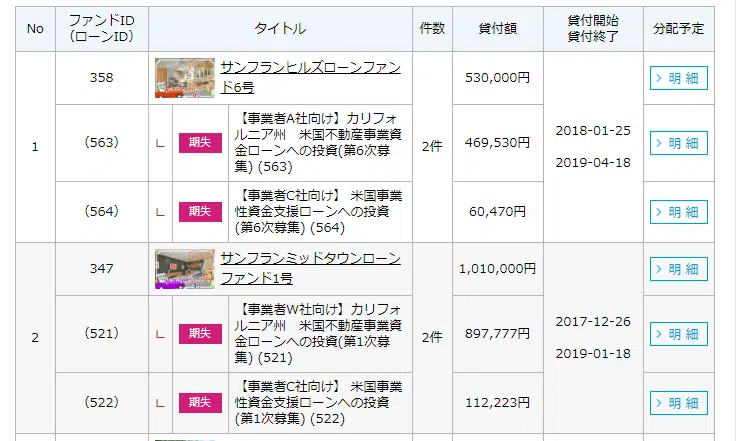 No
ファンドID
（ローンID）
タイトル
件数
貸付額
貸付開始
貸付終了
分配予定
1
358
サンフランヒルズローンファン
ド6号
2件
530,000円
2018-01-25
2019-04-18
明 細
（563）
∟
期失
【事業者A社向け】カリフォ
ルニア州　米国不動産事業資
金ローンへの投資(第6次募
集) (563)
469,530円
明 細
（564）
∟
期失
【事業者C社向け】 米国事業
性資金支援ローンへの投資
(第6次募集) (564)
60,470円
明 細
2
347
サンフランミッドタウンローン
ファンド1号
2件
1,010,000円
2017-12-26
2019-01-18
明 細
（521）
∟
期失
【事業者W社向け】カリフォ
ルニア州　米国不動産事業資
金ローンへの投資(第1次募
集) (521)
897,777円
明 細
（522）
∟
期失
【事業者C社向け】 米国事業
性資金支援ローンへの投資
(第1次募集) (522)
112,223円
明 細